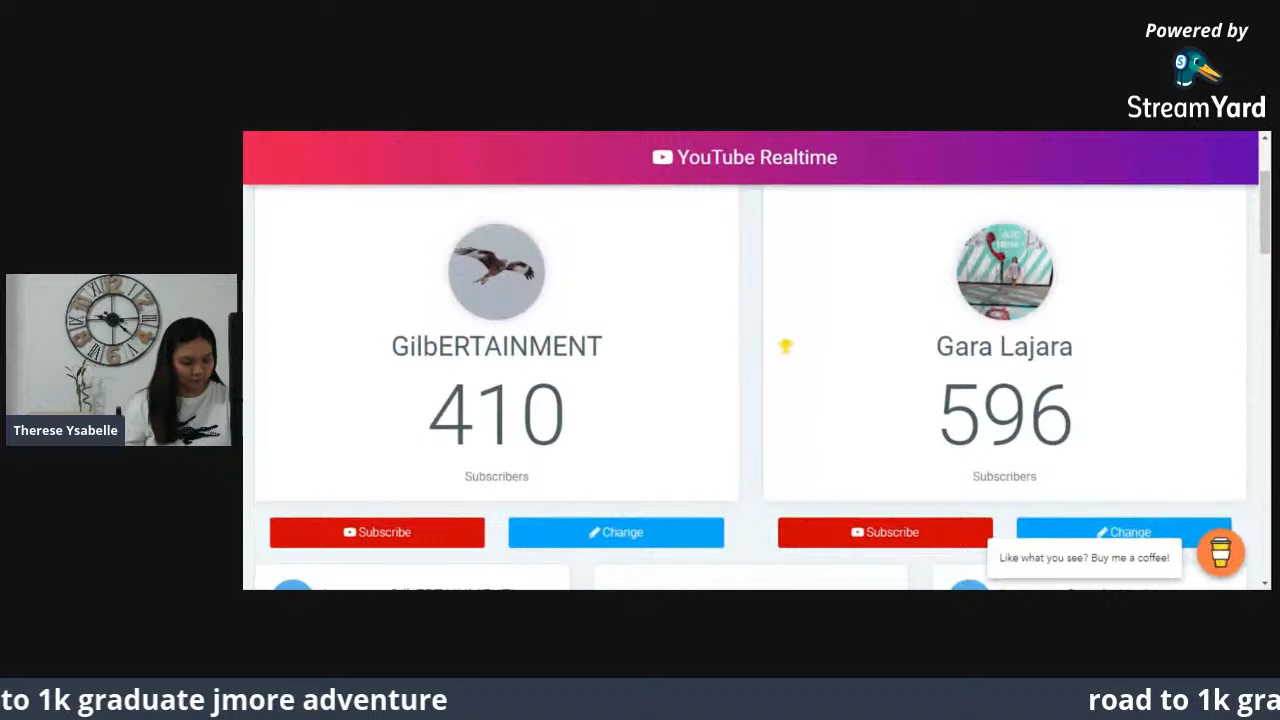 Powered by
StreamYard
YouTube Realtime
GilbERTAINMENT
410
Subscribers
Subscribe
Change
Gara Lajara
596
Subscribers
Subscribe
Change
Like what you see? Buy me a coffee!
Therese Ysabelle
to 1k graduate jmore adventure
road to 1k gra